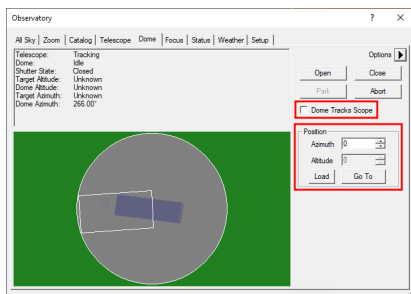 Observatory
? X
All Sky Zoom Catalog Telescope Dome Focus Status Weather Setup
Telescope: Tracking
Dome: Idle
Shutter State: Closed
Target Altitude: Unknown
Dome Altitude: Unknown
Target Azimuth: Unknown
Dome Azimuth: 266.00°
Options
Open Close
Park Abort
Dome Tracks Scope
Position
Azimuth 0
Altitude 0
Load Go To